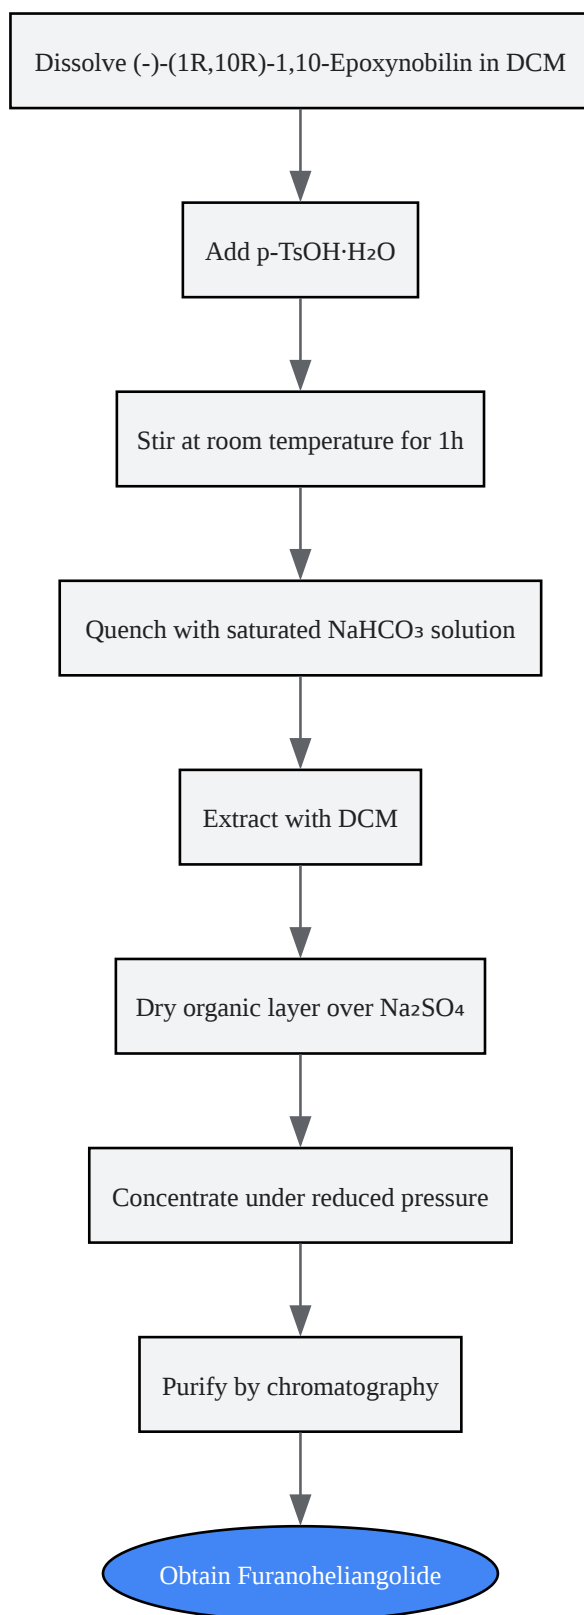 Dissolve (-)-(1R,10R)-1,10-Epoxynobilin in DCM
Add p-TsOH·H₂O
Stir at room temperature for 1h
Quench with saturated NaHCO₃ solution
Extract with DCM
Dry organic layer over Na₂SO₄
Concentrate under reduced pressure
Purify by chromatography
Obtain Furanoheliangolide